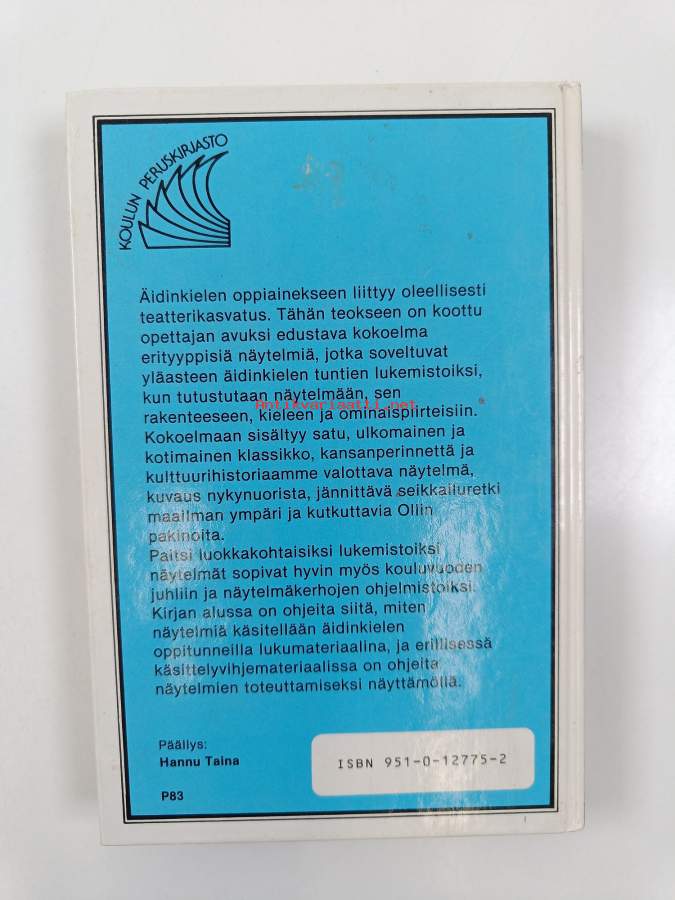 KOULUN PERUSKIRJASTO
Äidinkielen oppiainekseen liittyy oleellisesti
teatterikasvatus. Tähän teokseen on koottu
opettajan avuksi edustava kokoelma
erityyppisiä näytelmiä, jotka soveltuvat
yläasteen äidinkielen tuntien lukemistoiksi,
kun tutustutaan näytelmään, sen
Antikvariaatti.net
rakenteeseen, kieleen ja ominaispiirteisiin.
Kokoelmaan sisältyy satu, ulkomainen ja
kotimainen klassikko, kansanperinnettä ja
kulttuurihistoriaamme valottava näytelmä,
kuvaus nykynuorista, jännittävä seikkailuretki
maailman ympäri ja kutkuttavia Ollin
pakinoita.
Paitsi luokkakohtaisiksi lukemistoiksi
näytelmät sopivat hyvin myös kouluvuoden
juhliin ja näytelmäkerhojen ohjelmistoiksi.
Kirjan alussa on ohjeita siitä, miten
näytelmiä käsitellään äidinkielen
oppitunneilla lukumateriaalina, ja erillisessä
käsittelyvihjemateriaalissa on ohjeita
näytelmien toteuttamiseksi näyttämöllä.
Päällys:
Hannu Taina
ISBN 951-0-12775-2
P83